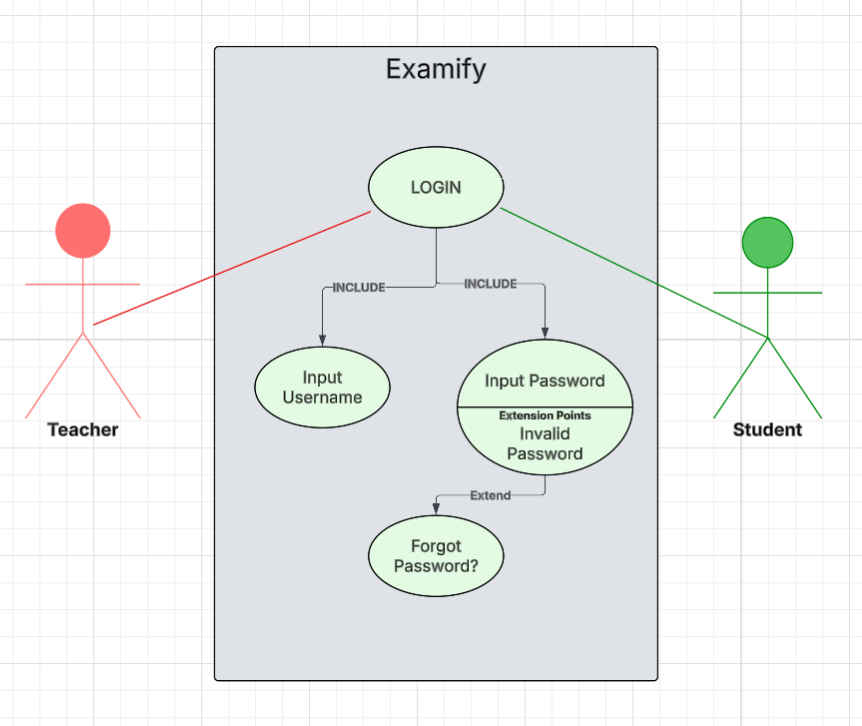 Examify
LOGIN
INCLUDE
INCLUDE
Input
Username
Input Password
Extension Points
Invalid
Password
Teacher
Student
Extend
Forgot
Password?